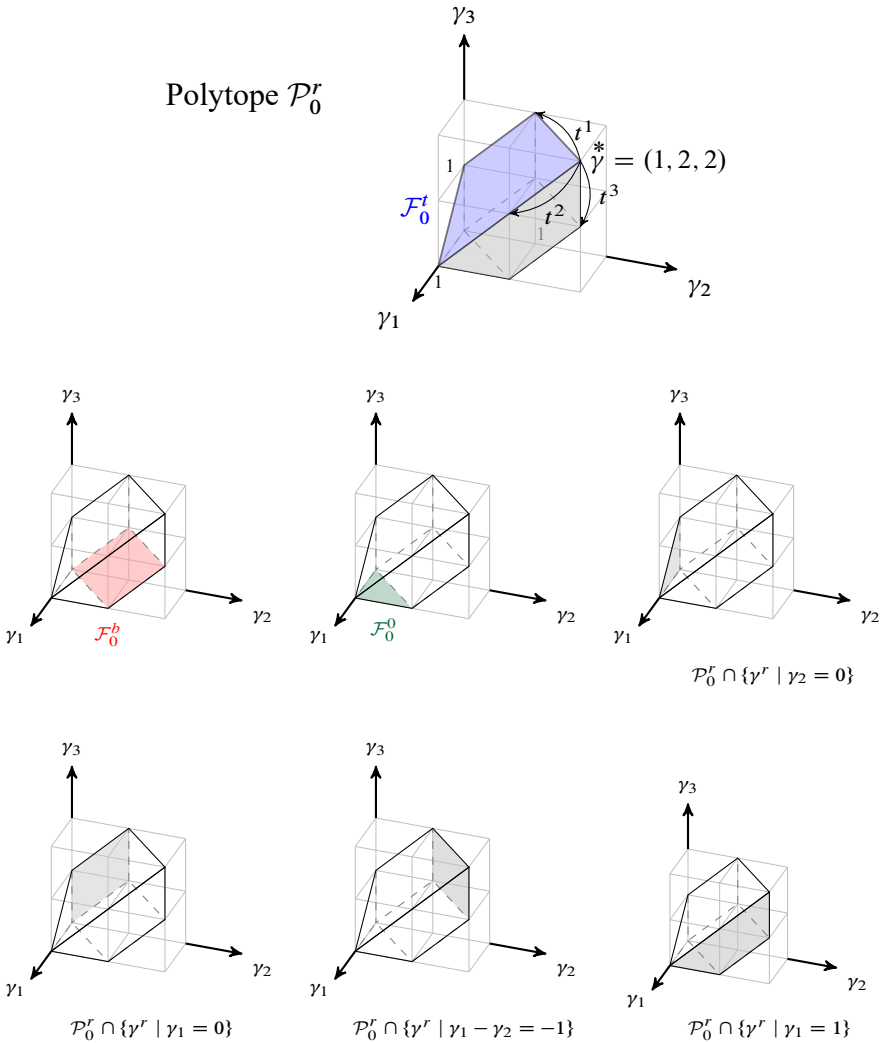 γ₃
Polytope 𝒫₀ʳ
t¹
1
γ* = (1, 2, 2)
t³
ℱ₀ᵗ
t²
1
1
γ₂
γ₁
γ₃
γ₃
γ₃
γ₁
ℱ₀ᵇ
γ₂
γ₁
ℱ₀⁰
γ₂
γ₁
γ₂
𝒫₀ʳ ∩ {γʳ | γ₂ = 0}
γ₃
γ₃
γ₃
γ₁
γ₂
γ₁
γ₂
γ₁
γ₂
𝒫₀ʳ ∩ {γʳ | γ₁ = 0}
𝒫₀ʳ ∩ {γʳ | γ₁ − γ₂ = −1}
𝒫₀ʳ ∩ {γʳ | γ₁ = 1}